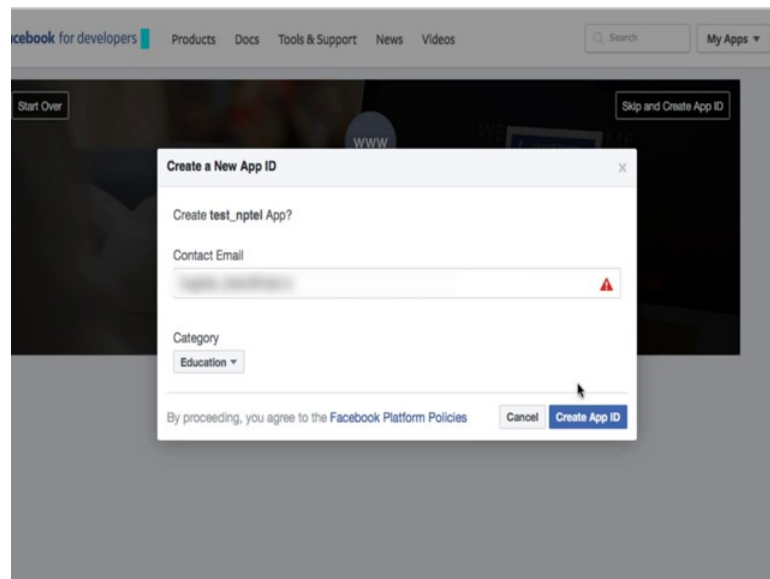 cebook for developers Products Docs Tools & Support News Videos Search My Apps
Start Over Skip and Create App ID
WWW
Create a New App ID
Create test_nptel App?
Contact Email
Category
Education
By proceeding, you agree to the Facebook Platform Policies Cancel Create App ID